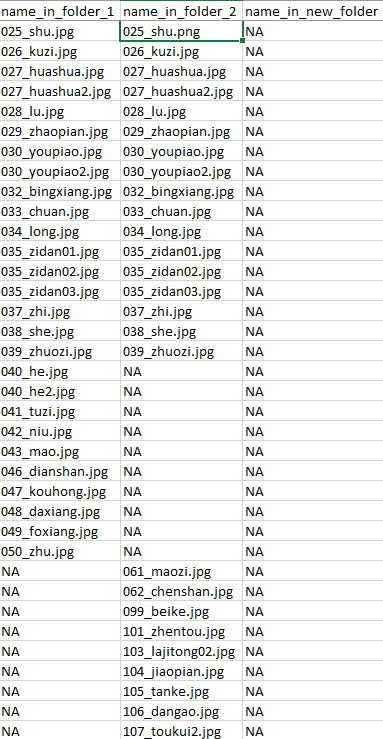 name_in_folder_1 name_in_folder_2 name_in_new_folder
025_shu.jpg 025_shu.png NA
026_kuzi.jpg 026_kuzi.jpg NA
027_huashua.jpg 027_huashua.jpg NA
027_huashua2.jpg 027_huashua2.jpg NA
028_lu.jpg 028_lu.jpg NA
029_zhaopian.jpg 029_zhaopian.jpg NA
030_youpiao.jpg 030_youpiao.jpg NA
030_youpiao2.jpg 030_youpiao2.jpg NA
032_bingxiang.jpg 032_bingxiang.jpg NA
033_chuan.jpg 033_chuan.jpg NA
034_long.jpg 034_long.jpg NA
035_zidan01.jpg 035_zidan01.jpg NA
035_zidan02.jpg 035_zidan02.jpg NA
035_zidan03.jpg 035_zidan03.jpg NA
037_zhi.jpg 037_zhi.jpg NA
038_she.jpg 038_she.jpg NA
039_zhuozi.jpg 039_zhuozi.jpg NA
040_he.jpg NA NA
040_he2.jpg NA NA
041_tuzi.jpg NA NA
042_niu.jpg NA NA
043_mao.jpg NA NA
046_dianshan.jpg NA NA
047_kouhong.jpg NA NA
048_daxiang.jpg NA NA
049_foxiang.jpg NA NA
050_zhu.jpg NA NA
NA 061_maozi.jpg NA
NA 062_chenshan.jpg NA
NA 099_beike.jpg NA
NA 101_zhentou.jpg NA
NA 103_lajitong02.jpg NA
NA 104_jiaopian.jpg NA
NA 105_tanke.jpg NA
NA 106_dangao.jpg NA
NA 107_toukui2.jpg NA